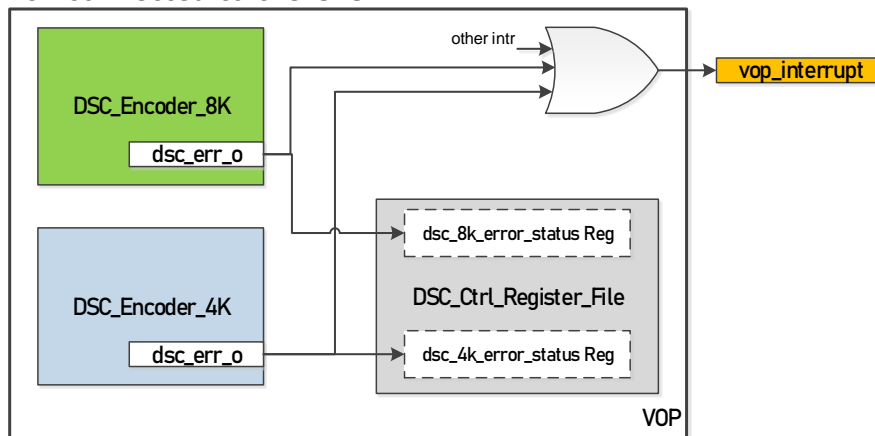 other intr
vop_interrupt
DSC_Encoder_8K
dsc_err_o
dsc_8k_error_status Reg
DSC_Ctrl_Register_File
DSC_Encoder_4K
dsc_err_o
dsc_4k_error_status Reg
VOP